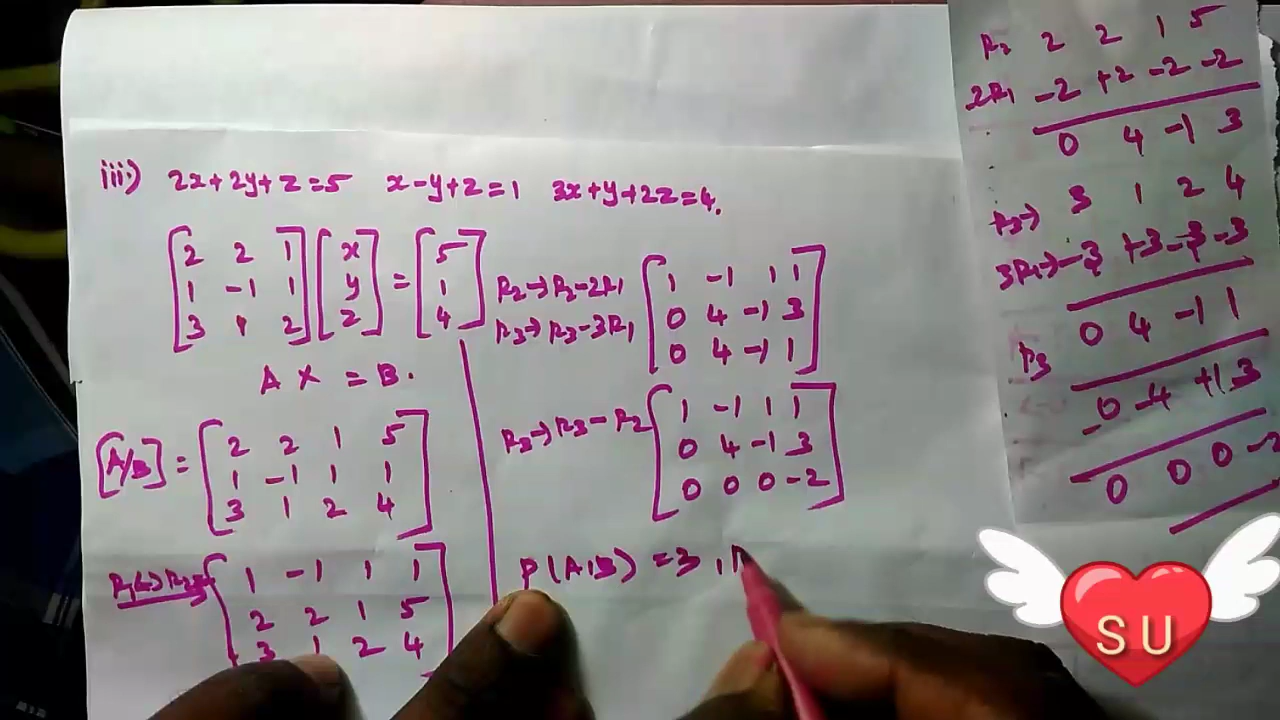 iii) 2x+2y+z=5 x-y+z=1 3x+y+2z=4.
[2 2 1] [x] = [5]
[1 -1 1] [y] [1]
[3 1 2] [z] [4]
A X = B.
[A/B] = [2 2 1 5]
[1 -1 1 1]
[3 1 2 4]
[1 -1 1 1]
[2 2 1 5]
[3 1 2 4]
R2→R2-2R1 [1 -1 1 1]
R3→R3-3R1 [0 4 -1 3]
[0 4 -1 1]
R3→R3-R2 [1 -1 1 1]
[0 4 -1 3]
[0 0 0 -2]
P(A,B) =3 ,
R2 2 2 1 5
2R1 -2 +2 -2 -2
0 4 -1 3
R3→ 3 1 2 4
3R1→ -3 +3 -3 -3
0 4 -1 1
R3
-0 -4 +1 3
0 0 0 -2
SU